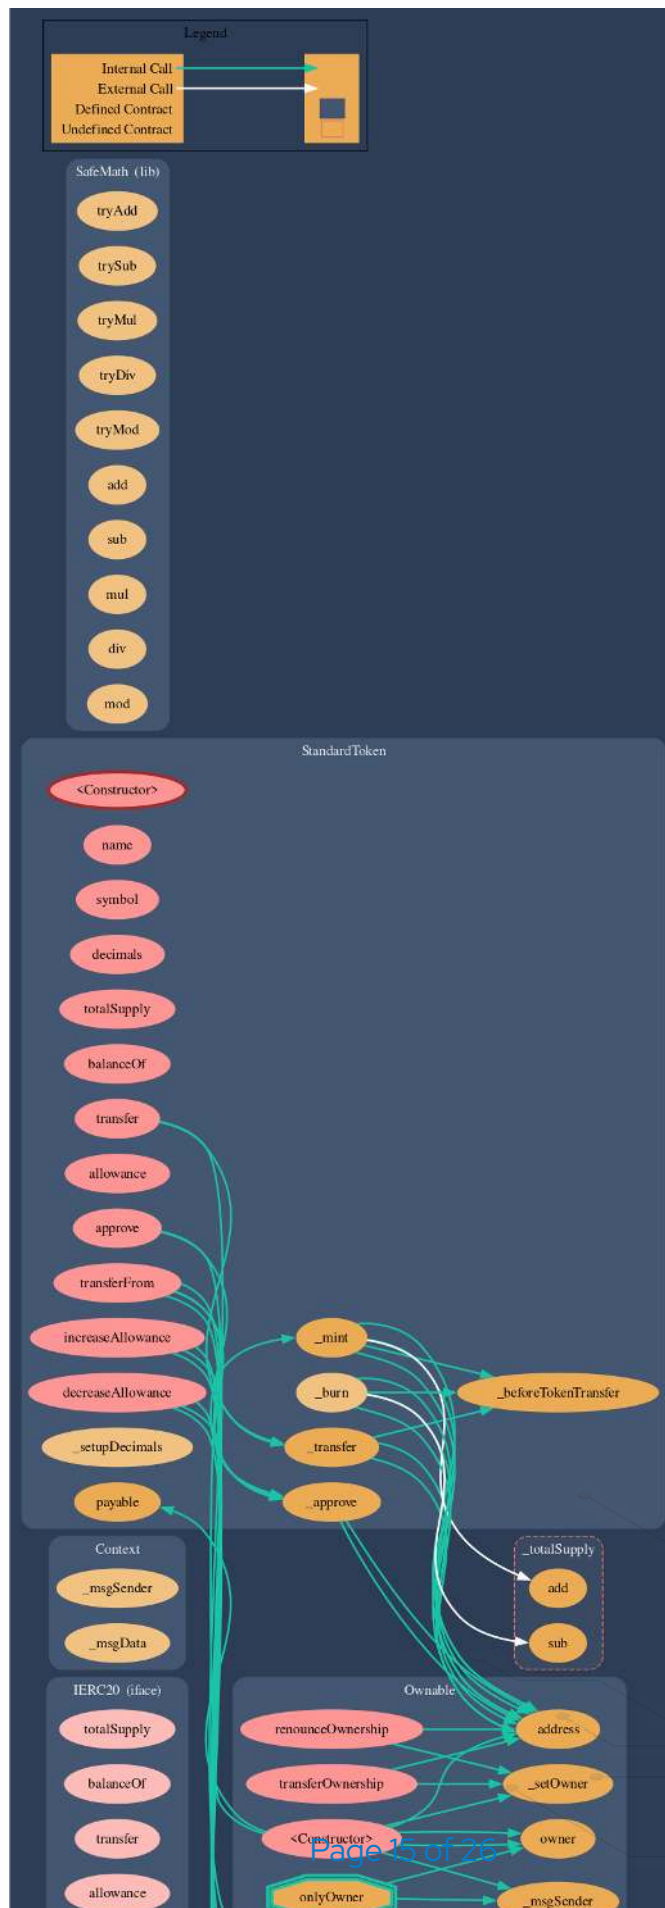 Legend
Internal Call
External Call
Defined Contract
Undefined Contract
SafeMath (lib)
tryAdd
trySub
tryMul
tryDiv
tryMod
add
sub
mul
div
mod
StandardToken
<Constructor>
name
symbol
decimals
totalSupply
balanceOf
transfer
allowance
approve
transferFrom
increaseAllowance
_mint
decreaseAllowance
_burn
_beforeTokenTransfer
_setupDecimals
_transfer
payable
_approve
Context
_msgSender
_msgData
_totalSupply
add
sub
IERC20 (iface)
totalSupply
balanceOf
transfer
allowance
Ownable
renounceOwnership
address
transferOwnership
_setOwner
<Constructor>
owner
onlyOwner
_msgSender
Page 15 of 26